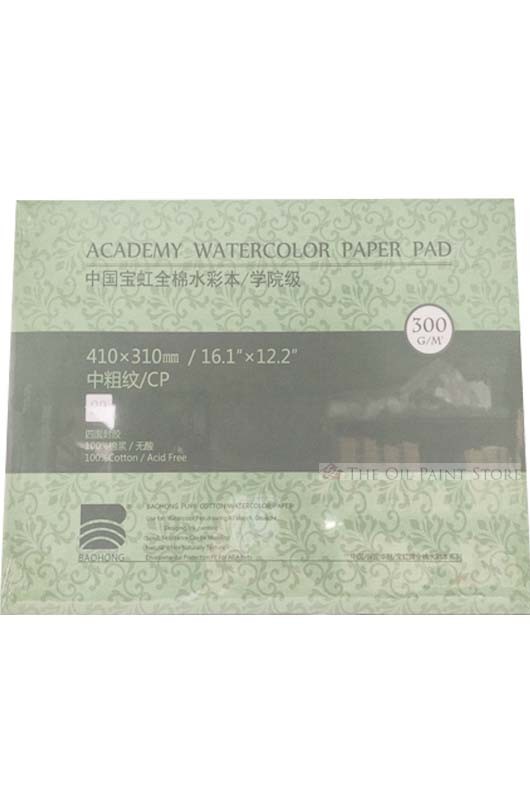 ACADEMY WATERCOLOR PAPER PAD
中国宝虹全棉水彩本/学院级
300
G/M²
410×310mm / 16.1"×12.2"
中粗纹/CP
四面封胶
100%棉浆/无酸
100%Cotton / Acid Free
THE OIL PAINT STORE
BAOHONG PURE COTTON WATERCOLOR PAPER
BAOHONG